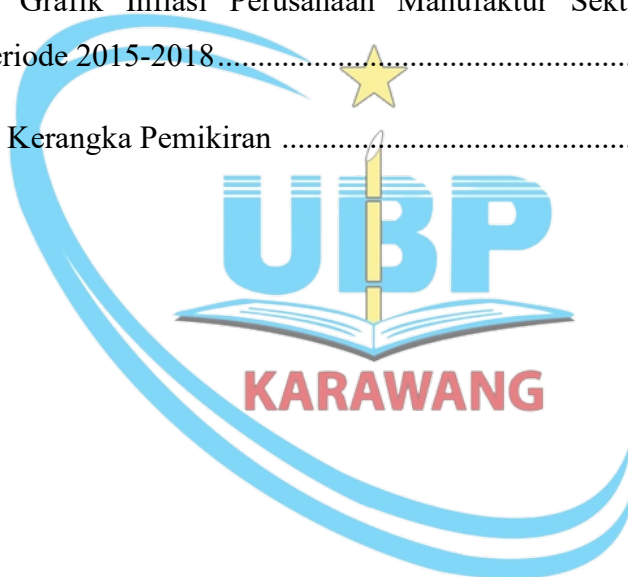 Grafik Inflasi Perusahaan Manufaktur Sekt
eriode 2015-2018........................................................
Kerangka Pemikiran ................................................
UBP
KARAWANG